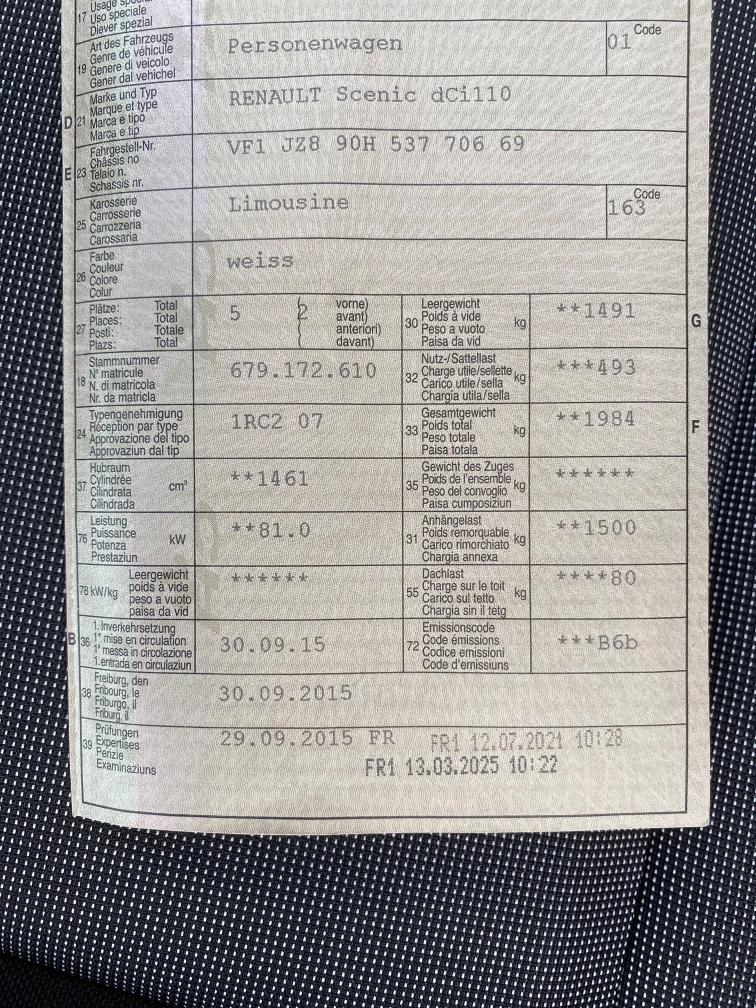 17 Usage spécial
Uso speciale
Diever spezial
19 Art des Fahrzeugs
Genre de véhicule
Genere di veicolo
Gener dal vehichel
Personenwagen
Code
01
D 21 Marke und Typ
Marque et type
Marca e tipo
Marca e tip
RENAULT Scenic dCi110
E 23 Fahrgestell-Nr.
Châssis no
Telaio n.
Schassis nr.
VF1 JZ8 90H 537 706 69
25 Karosserie
Carrosserie
Carrozzeria
Carossaria
Limousine
Code
163
26 Farbe
Couleur
Colore
Colur
weiss
27 Plätze: Total
Places: Total
Posti: Totale
Plazs: Total
5 2
vorne)
avant)
anteriori)
davant)
30 Leergewicht
Poids à vide
Peso a vuoto
Paisa da vid
kg
**1491
G
18 Stammnummer
N° matricule
N. di matricola
Nr. da matricla
679.172.610
32 Nutz-/Sattellast
Charge utile/sellette
Carico utile/sella
Chargia utila/sella
kg
***493
24 Typengenehmigung
Réception par type
Approvazione del tipo
Approvaziun dal tip
1RC2 07
33 Gesamtgewicht
Poids total
Peso totale
Paisa totala
kg
**1984
F
37 Hubraum
Cylindrée
Cilindrata
Cilindrada
cm³
**1461
35 Gewicht des Zuges
Poids de l'ensemble
Peso del convoglio
Paisa cumposiziun
kg
******
76 Leistung
Puissance
Potenza
Prestaziun
kW
**81.0
31 Anhängelast
Poids remorquable
Carico rimorchiato
Chargia annexa
kg
**1500
78 kW/kg
Leergewicht
poids à vide
peso a vuoto
paisa da vid
******
55 Dachlast
Charge sur le toit
Carico sul tetto
Chargia sin il tetg
kg
****80
B 36 1. Inverkehrsetzung
1re mise en circulation
1a messa in circolazione
1. entrada en circulaziun
30.09.15
72 Emissionscode
Code émissions
Codice emissioni
Code d'emissiuns
***B6b
38 Freiburg, den
Fribourg, le
Friburgo, il
Friburg, il
30.09.2015
39 Prüfungen
Expertises
Perizie
Examinaziuns
29.09.2015 FR FR1 12.07.2021 10:28
FR1 13.03.2025 10:22